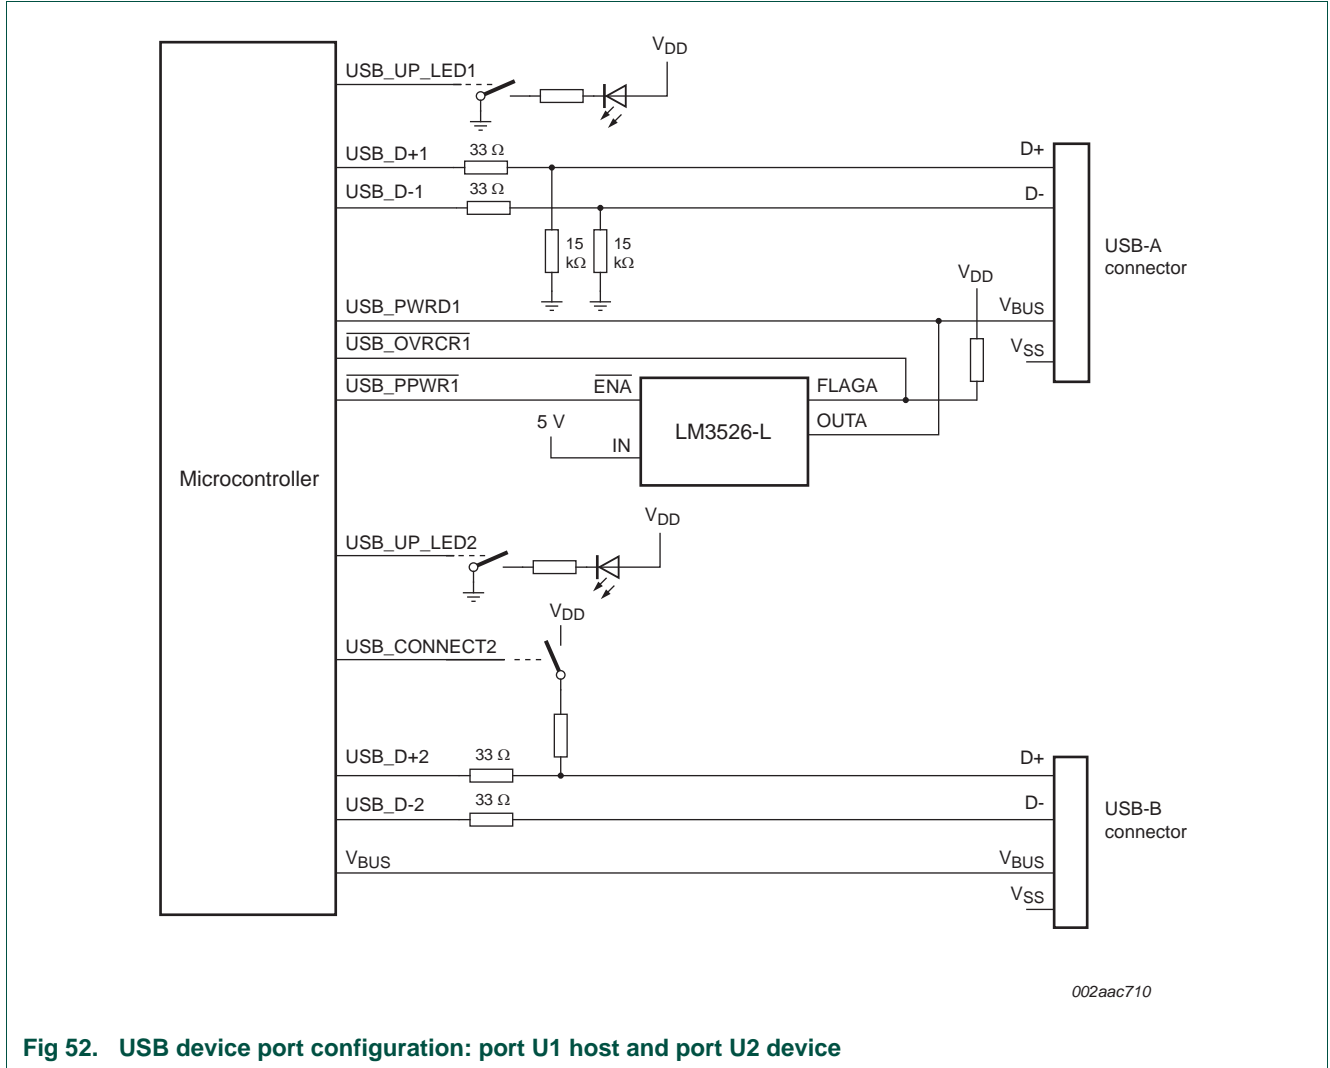 VDD
USB_UP_LED1
USB_D+1
33 Ω
D+
USB_D-1
33 Ω
D-
15 kΩ
15 kΩ
USB-A
connector
VDD
USB_PWRD1
VBUS
USB_OVRCR1
VSS
USB_PPWR1
ENA
FLAGA
5 V
IN
LM3526-L
OUTA
Microcontroller
VDD
USB_UP_LED2
VDD
USB_CONNECT2
USB_D+2
33 Ω
D+
USB_D-2
33 Ω
D-
USB-B
connector
VBUS
VBUS
VSS
002aac710
Fig 52. USB device port configuration: port U1 host and port U2 device